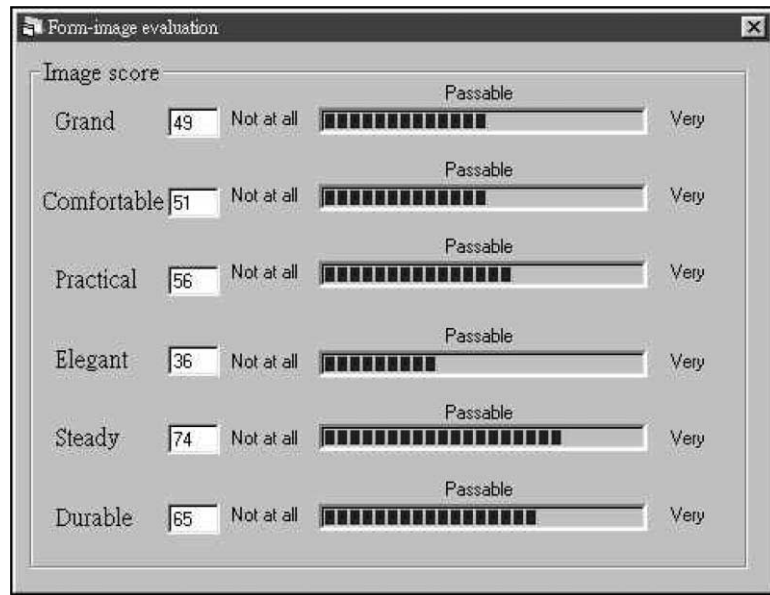 Form-image evaluation
Image score
Passable
Grand 49 Not at all Very
Passable
Comfortable 51 Not at all Very
Passable
Practical 56 Not at all Very
Passable
Elegant 36 Not at all Very
Passable
Steady 74 Not at all Very
Passable
Durable 65 Not at all Very